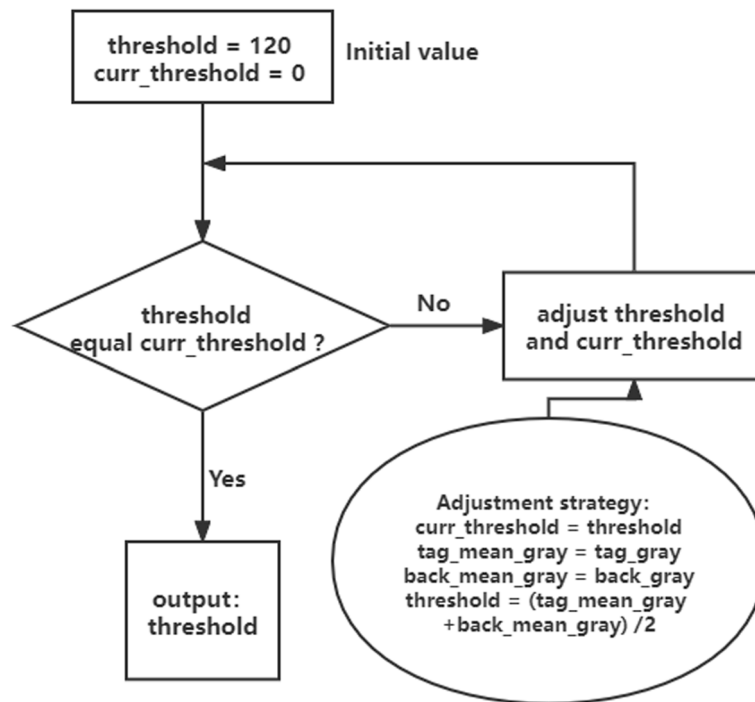 threshold = 120
curr_threshold = 0
Initial value
threshold
equal curr_threshold ?
No
adjust threshold
and curr_threshold
Yes
output:
threshold
Adjustment strategy:
curr_threshold = threshold
tag_mean_gray = tag_gray
back_mean_gray = back_gray
threshold = (tag_mean_gray
+back_mean_gray) /2